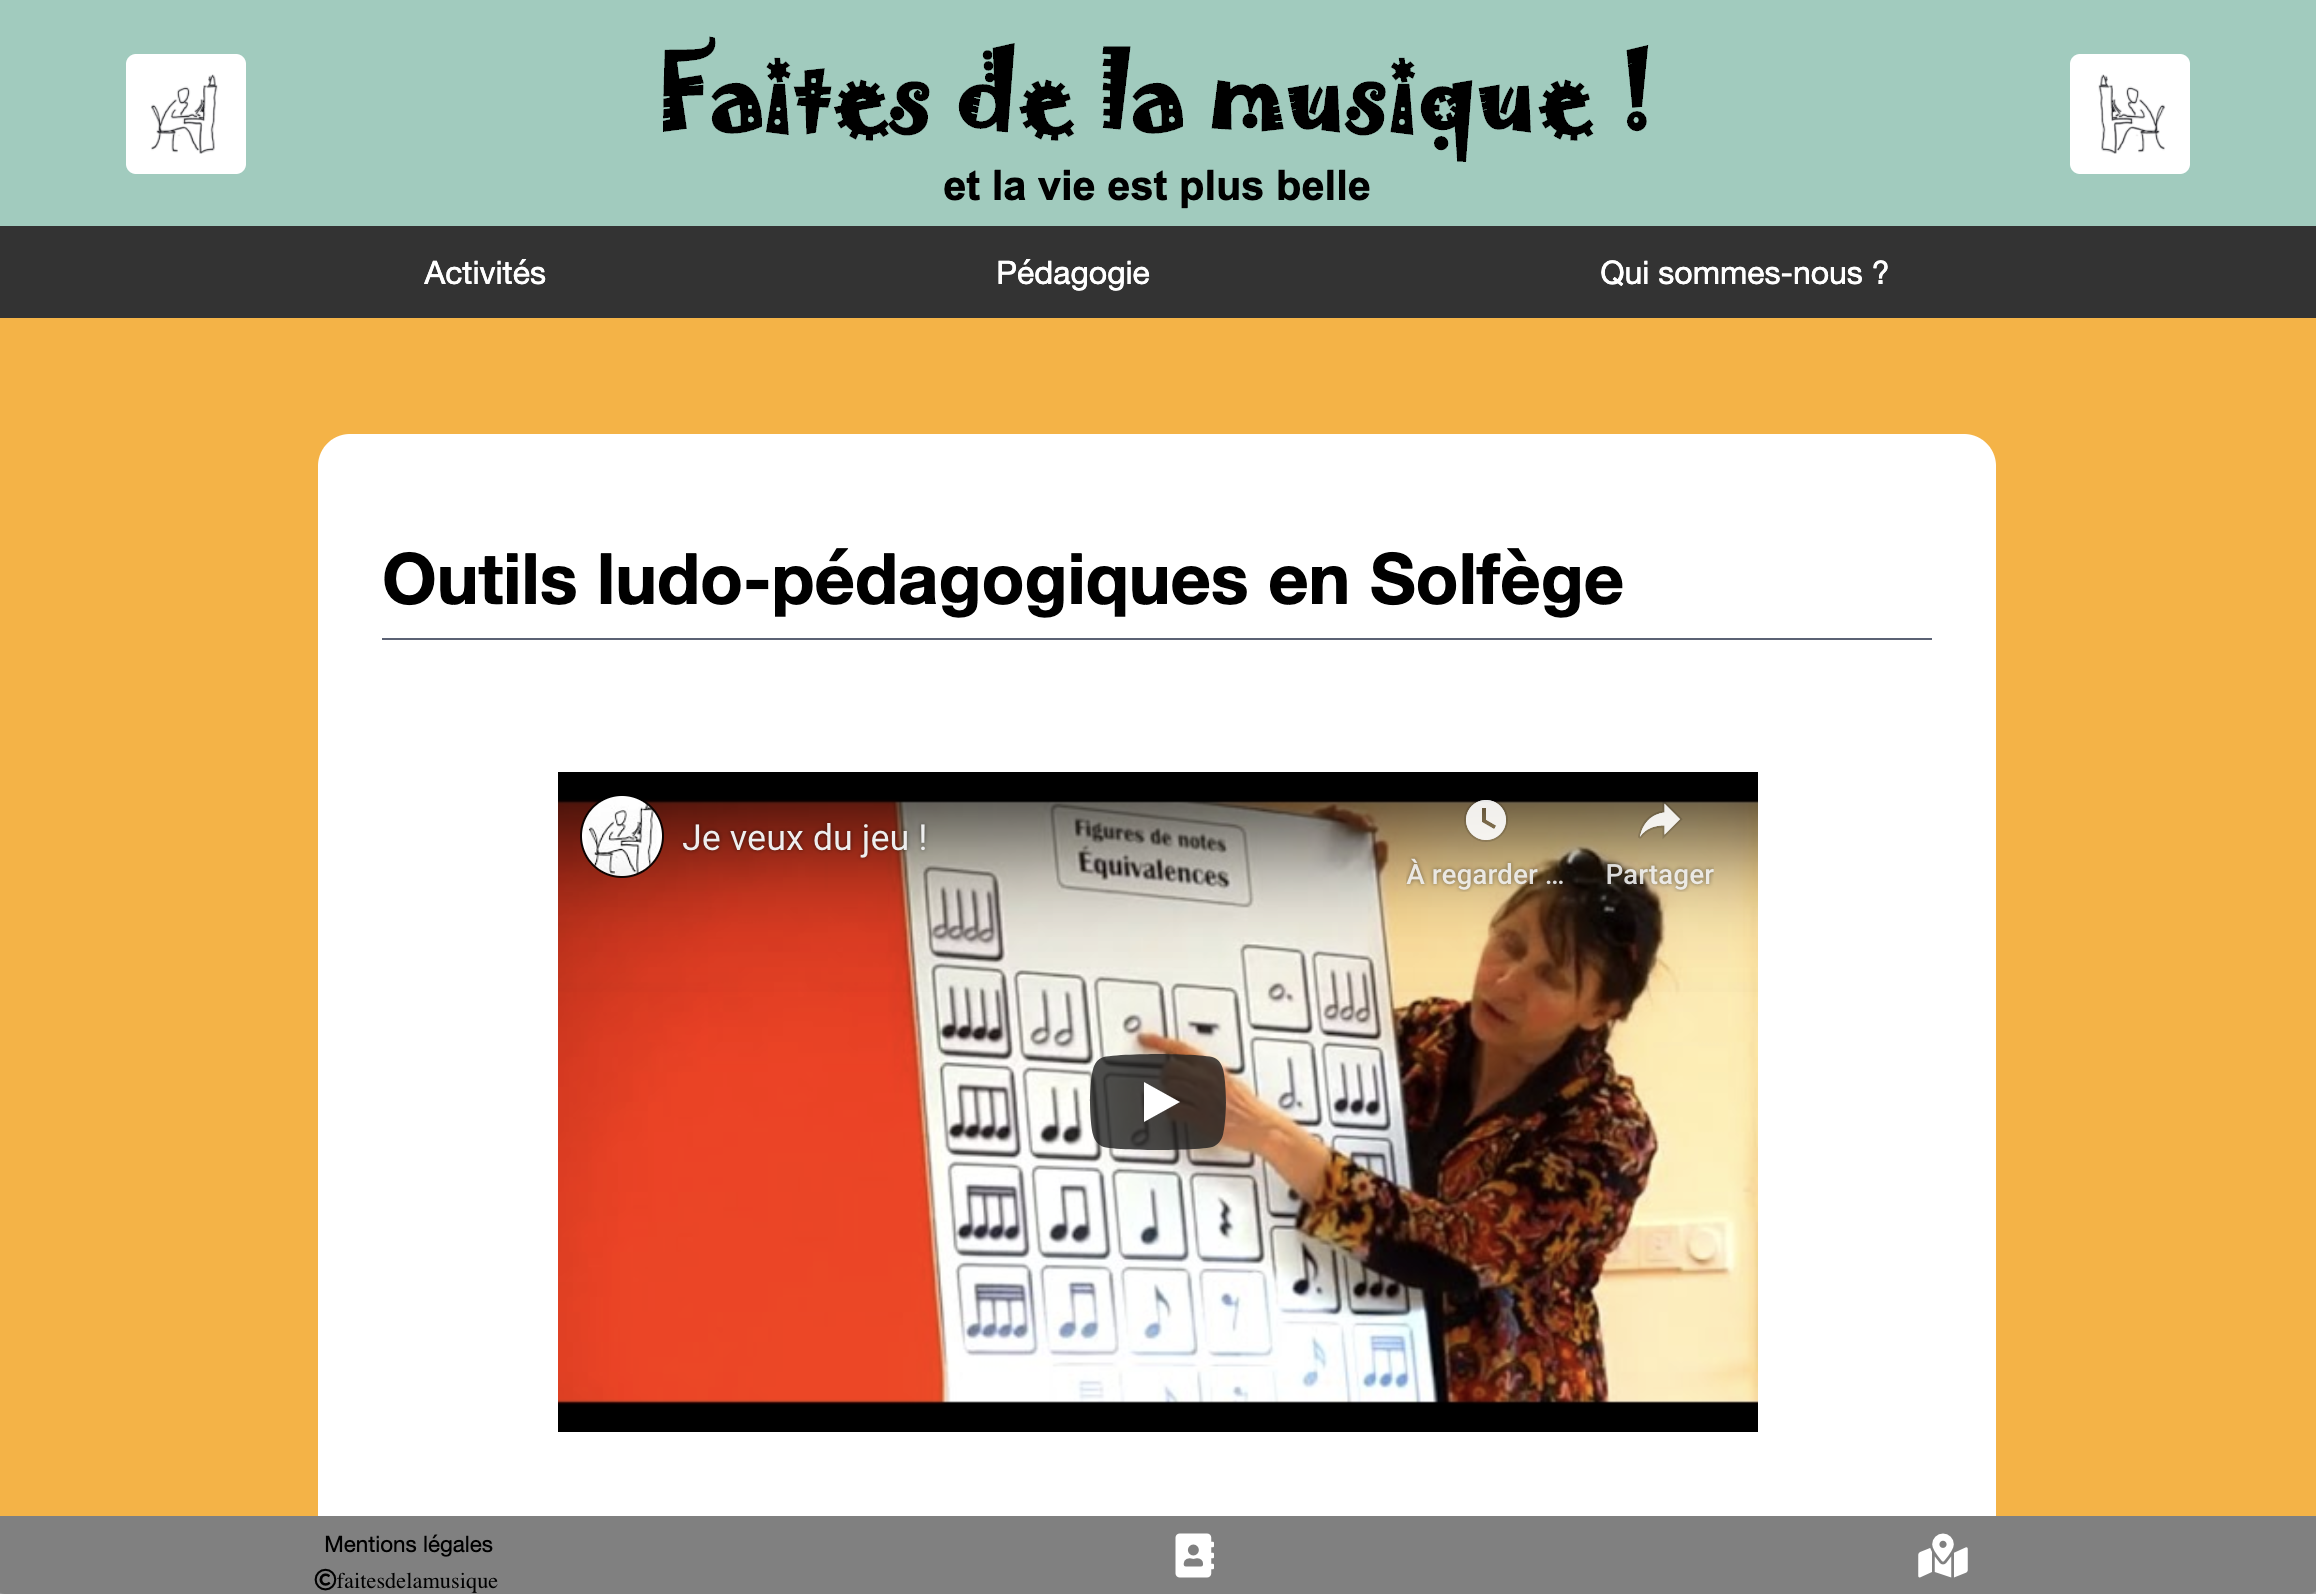 Faites de la musique !
et la vie est plus belle
Activités
Pédagogie
Qui sommes-nous ?
Outils ludo-pédagogiques en Solfège
Je veux du jeu !
À regarder ...
Partager
Figures de notes
Équivalences
Mentions légales
©faitesdelamusique